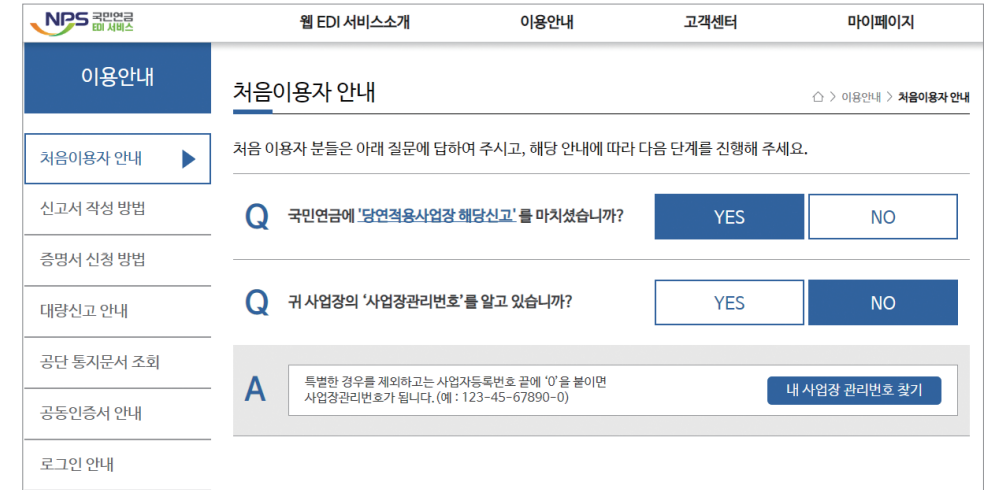 NPS 국민연금
EDI 서비스
웹 EDI 서비스소개
이용안내
고객센터
마이페이지
이용안내
처음이용자 안내
신고서 작성 방법
증명서 신청 방법
대량신고 안내
공단 통지문서 조회
공동인증서 안내
로그인 안내
처음이용자 안내
> 이용안내 > 처음이용자 안내
처음 이용자 분들은 아래 질문에 답하여 주시고, 해당 안내에 따라 다음 단계를 진행해 주세요.
Q 국민연금에 '당연적용사업장 해당신고' 를 마치셨습니까? YES NO
Q 귀 사업장의 ‘사업장관리번호’를 알고 있습니까? YES NO
A 특별한 경우를 제외하고는 사업자등록번호 끝에 ‘0’을 붙이면
사업장관리번호가 됩니다.(예 : 123-45-67890-0)
내 사업장 관리번호 찾기